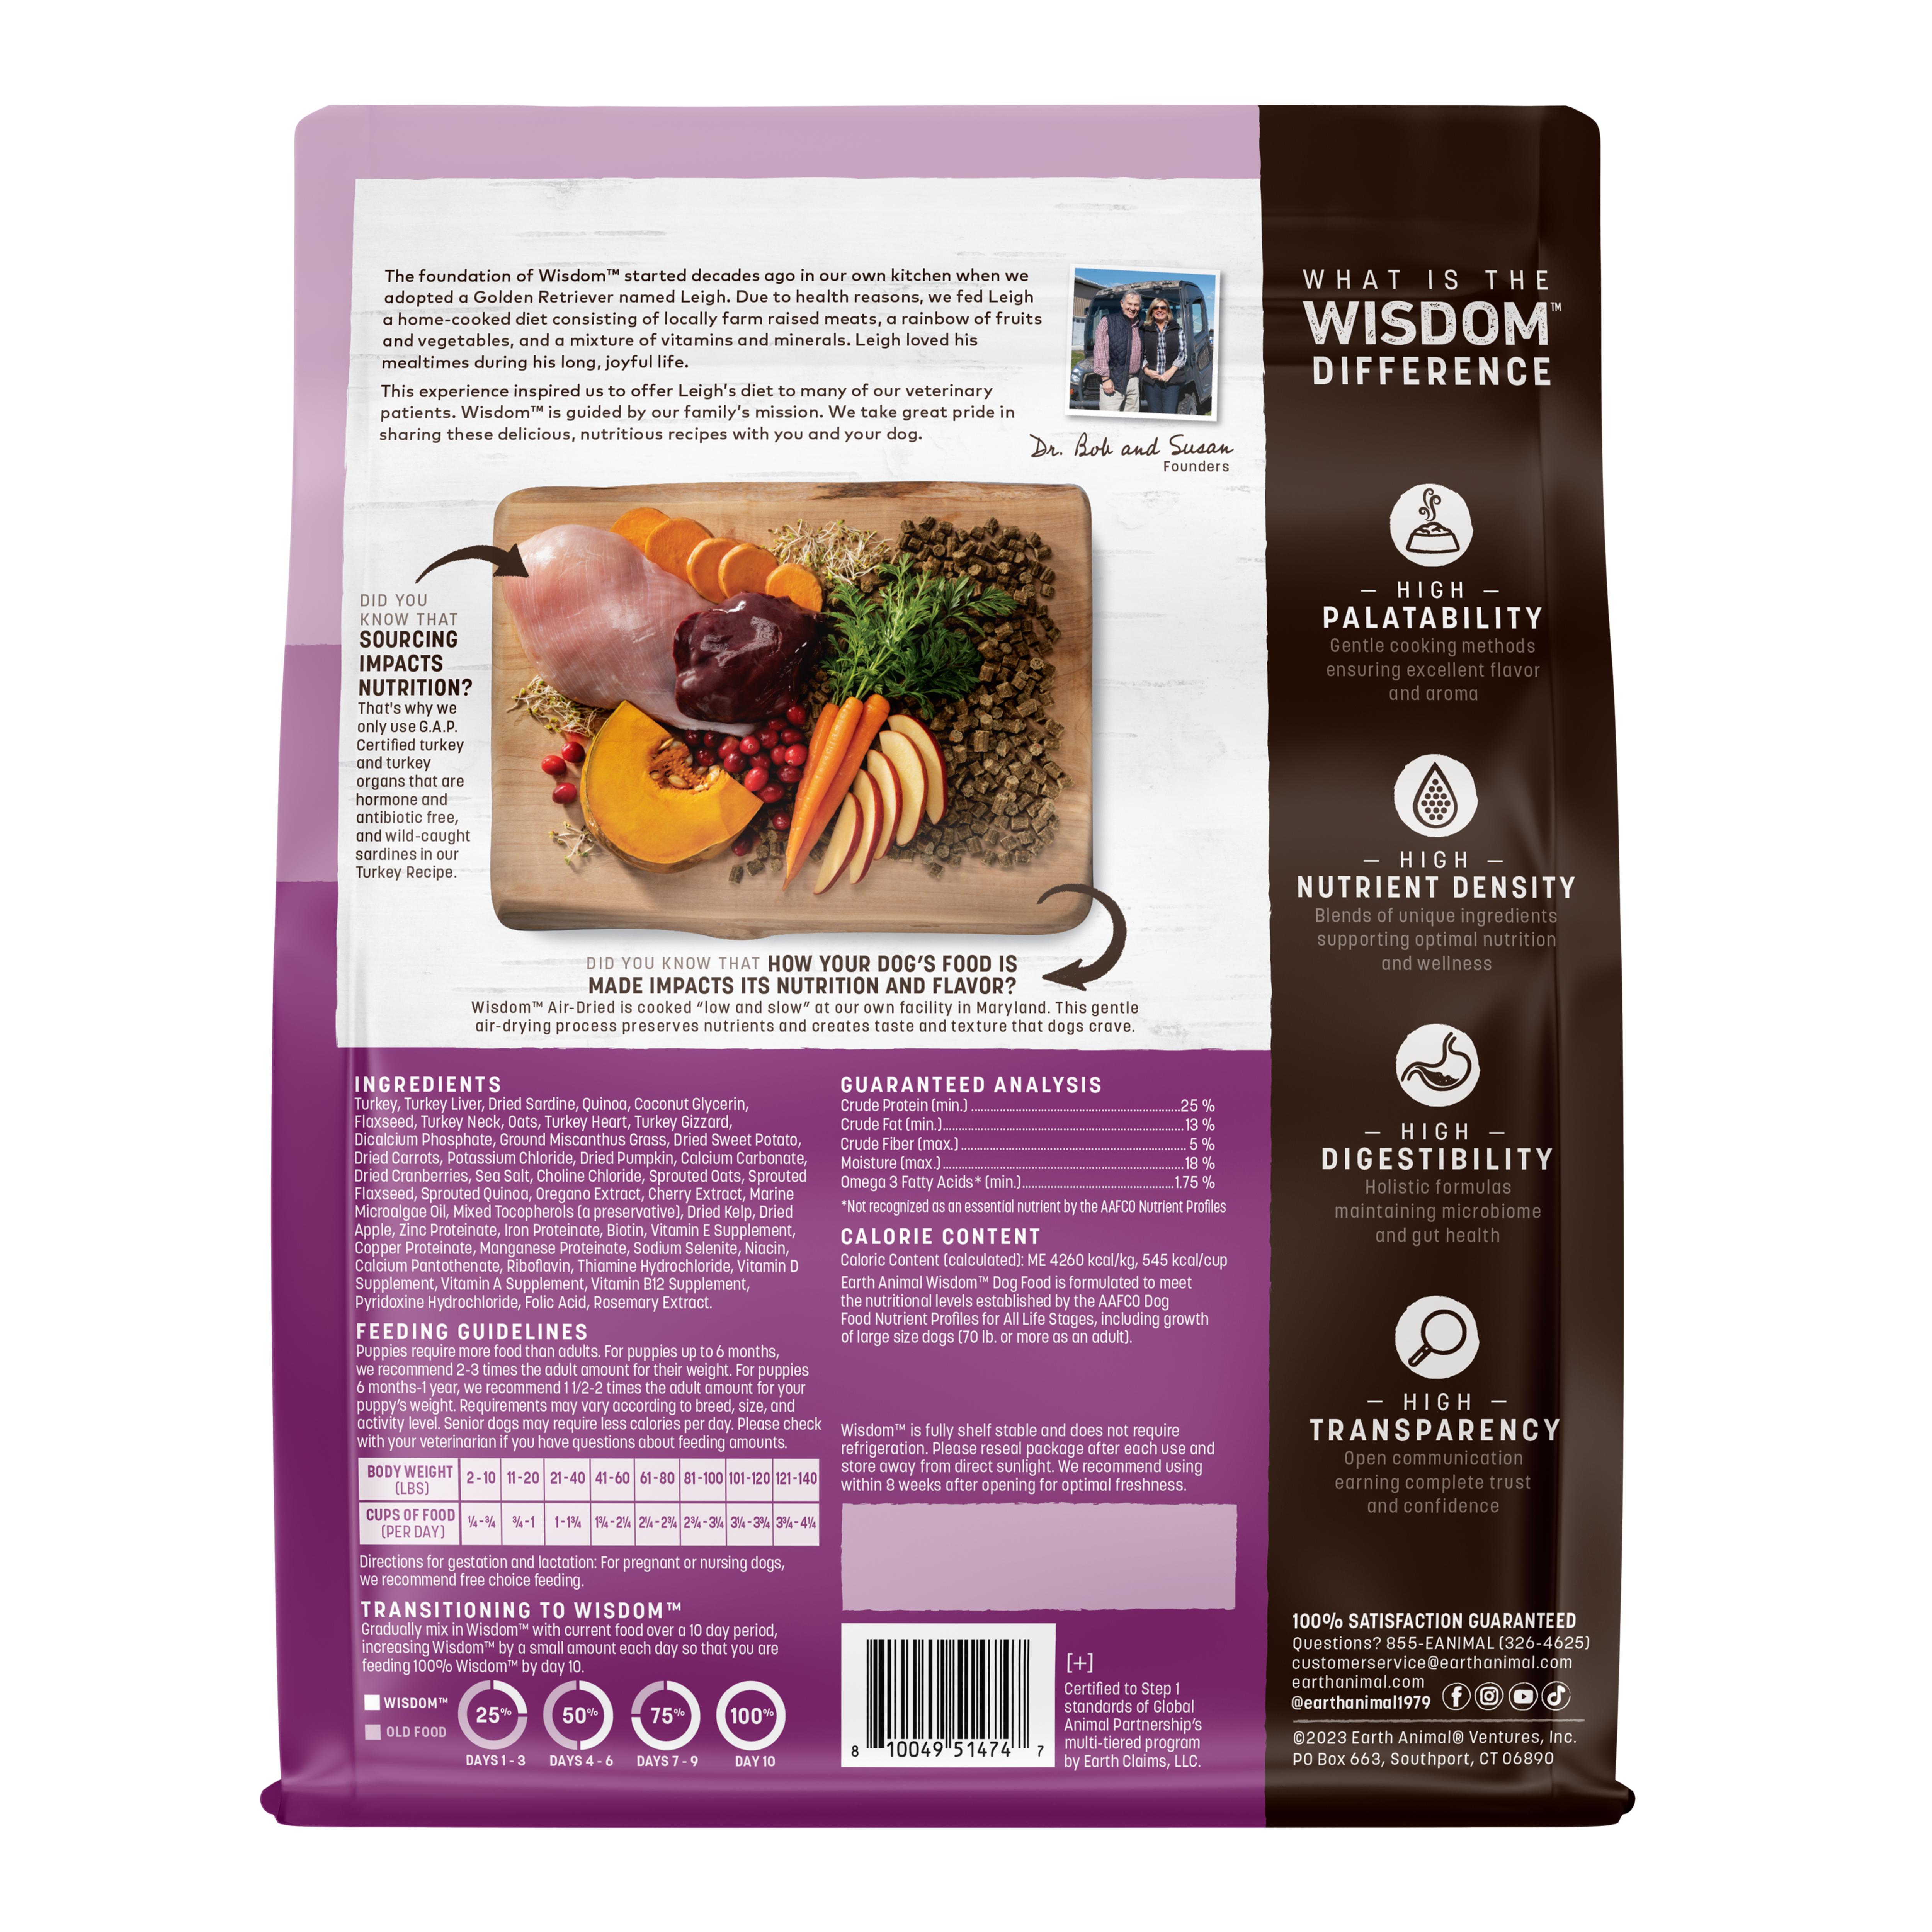 The foundation of Wisdom™ started decades ago in our own kitchen when we
adopted a Golden Retriever named Leigh. Due to health reasons, we fed Leigh
a home-cooked diet consisting of locally farm raised meats, a rainbow of fruits
and vegetables, and a mixture of vitamins and minerals. Leigh loved his
mealtimes during his long, joyful life.
This experience inspired us to offer Leigh's diet to many of our veterinary
patients. Wisdom™ is guided by our family's mission. We take great pride in
sharing these delicious, nutritious recipes with you and your dog.
Dr. Bob and Susan
Founders
DID YOU
KNOW THAT
SOURCING
IMPACTS
NUTRITION?
That's why we
only use G.A.P.
Certified turkey
and turkey
organs that are
hormone and
antibiotic free,
and wild-caught
sardines in our
Turkey Recipe.
DID YOU KNOW THAT HOW YOUR DOG'S FOOD IS
MADE IMPACTS ITS NUTRITION AND FLAVOR?
Wisdom™ Air-Dried is cooked "low and slow" at our own facility in Maryland. This gentle
air-drying process preserves nutrients and creates taste and texture that dogs crave.
INGREDIENTS
Turkey, Turkey Liver, Dried Sardine, Quinoa, Coconut Glycerin,
Flaxseed, Turkey Neck, Oats, Turkey Heart, Turkey Gizzard,
Dicalcium Phosphate, Ground Miscanthus Grass, Dried Sweet Potato,
Dried Carrots, Potassium Chloride, Dried Pumpkin, Calcium Carbonate,
Dried Cranberries, Sea Salt, Choline Chloride, Sprouted Oats, Sprouted
Flaxseed, Sprouted Quinoa, Oregano Extract, Cherry Extract, Marine
Microalgae Oil, Mixed Tocopherols (a preservative), Dried Kelp, Dried
Apple, Zinc Proteinate, Iron Proteinate, Biotin, Vitamin E Supplement,
Copper Proteinate, Manganese Proteinate, Sodium Selenite, Niacin,
Calcium Pantothenate, Riboflavin, Thiamine Hydrochloride, Vitamin D
Supplement, Vitamin A Supplement, Vitamin B12 Supplement,
Pyridoxine Hydrochloride, Folic Acid, Rosemary Extract.
FEEDING GUIDELINES
Puppies require more food than adults. For puppies up to 6 months,
we recommend 2-3 times the adult amount for their weight. For puppies
6 months-1 year, we recommend 1 1/2-2 times the adult amount for your
puppy's weight. Requirements may vary according to breed, size, and
activity level. Senior dogs may require less calories per day. Please check
with your veterinarian if you have questions about feeding amounts.
BODY WEIGHT (LBS) 2-10 11-20 21-40 41-60 61-80 81-100 101-120 121-140
CUPS OF FOOD (PER DAY) ¼-¾ ¾-1 1-1¾ 1¾-2¼ 2¼-2¾ 2¾-3¼ 3¼-3¾ 3¾-4¼
Directions for gestation and lactation: For pregnant or nursing dogs,
we recommend free choice feeding.
TRANSITIONING TO WISDOM™
Gradually mix in Wisdom™ with current food over a 10 day period,
increasing Wisdom™ by a small amount each day so that you are
feeding 100% Wisdom™ by day 10.
WISDOM™
OLD FOOD
25% 50% 75% 100%
DAYS 1 - 3 DAYS 4 - 6 DAYS 7 - 9 DAY 10
GUARANTEED ANALYSIS
Crude Protein (min.) 25 %
Crude Fat (min.) 13 %
Crude Fiber (max.) 5 %
Moisture (max.) 18 %
Omega 3 Fatty Acids* (min.) 1.75 %
*Not recognized as an essential nutrient by the AAFCO Nutrient Profiles
CALORIE CONTENT
Caloric Content (calculated): ME 4260 kcal/kg, 545 kcal/cup
Earth Animal Wisdom™ Dog Food is formulated to meet
the nutritional levels established by the AAFCO Dog
Food Nutrient Profiles for All Life Stages, including growth
of large size dogs (70 lb. or more as an adult).
Wisdom™ is fully shelf stable and does not require
refrigeration. Please reseal package after each use and
store away from direct sunlight. We recommend using
within 8 weeks after opening for optimal freshness.
8 10049 51474 7
[+]
Certified to Step 1
standards of Global
Animal Partnership's
multi-tiered program
by Earth Claims, LLC.
WHAT IS THE
WISDOM™
DIFFERENCE
– HIGH –
PALATABILITY
Gentle cooking methods
ensuring excellent flavor
and aroma
– HIGH –
NUTRIENT DENSITY
Blends of unique ingredients
supporting optimal nutrition
and wellness
– HIGH –
DIGESTIBILITY
Holistic formulas
maintaining microbiome
and gut health
– HIGH –
TRANSPARENCY
Open communication
earning complete trust
and confidence
100% SATISFACTION GUARANTEED
Questions? 855-EANIMAL (326-4625)
customerservice@earthanimal.com
earthanimal.com
@earthanimal1979
©2023 Earth Animal® Ventures, Inc.
PO Box 663, Southport, CT 06890